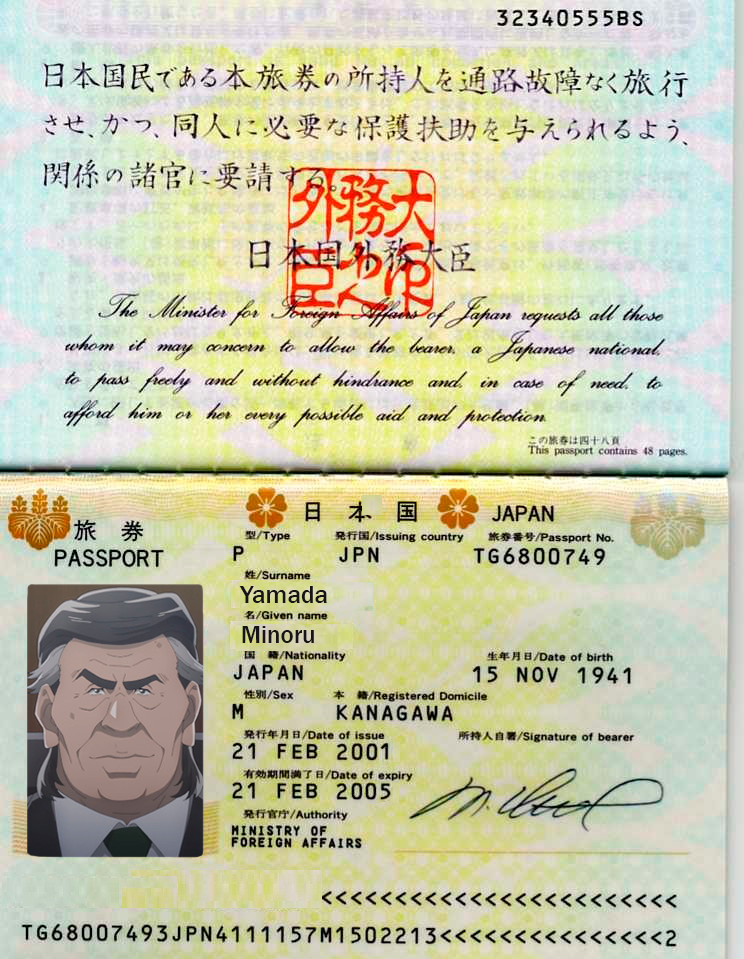 32340555BS
日本国民である本旅券の所持人を通路故障なく旅行
させ、かつ、同人に必要な保護扶助を与えられるよう、
関係の諸官に要請する。
外務大
臣之印
日本国外務大臣
The Minister for Foreign Affairs of Japan requests all those
whom it may concern to allow the bearer, a Japanese national,
to pass freely and without hindrance and, in case of need, to
afford him or her every possible aid and protection.
この旅券は四十八頁
This passport contains 48 pages.
旅券
PASSPORT
日本国 JAPAN
型/Type 発行国/Issuing country 旅券番号/Passport No.
P JPN TG6800749
姓/Surname
Yamada
名/Given name
Minoru
国籍/Nationality 生年月日/Date of birth
JAPAN 15 NOV 1941
性別/Sex 本籍/Registered Domicile
M KANAGAWA
発行年月日/Date of issue 所持人自署/Signature of bearer
21 FEB 2001
有効期間満了日/Date of expiry
21 FEB 2005
発行官庁/Authority
MINISTRY OF
FOREIGN AFFAIRS
<<<<<<<<<<<<<<<<<<<<<<<<
TG68007493JPN4111157M1502213<<<<<<<<<<<<<<<2